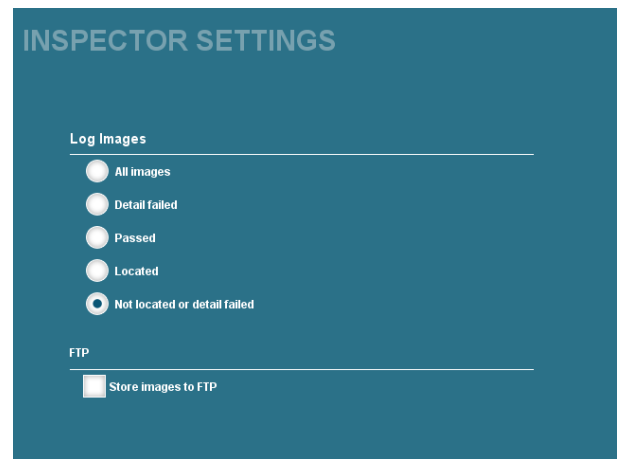 INSPECTOR SETTINGS
Log Images
All images
Detail failed
Passed
Located
Not located or detail failed
FTP
Store images to FTP